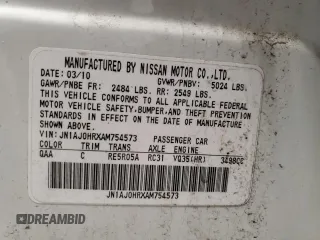 MANUFACTURED BY NISSAN MOTOR CO.,LTD.
DATE: 03/10 GVWR/PNBV: 5024 LBS.
GAWR/PNBE FR: 2484 LBS. RR: 2549 LBS.
THIS VEHICLE CONFORMS TO ALL APPLICABLE FEDERAL
MOTOR VEHICLE SAFETY,BUMPER,AND THEFT PREVENTION
STANDARDS IN EFFECT ON THE DATE OF MANUFACTURE
SHOWN ABOVE.
VIN: JN1AJ0HRXAM754573 PASSENGER CAR
COLOR TRIM TRANS AXLE ENGINE
QAA C RE5R05A RC31 VQ35(HR) 3498CC
JN1AJ0HRXAM754573
DREAMBID.COM